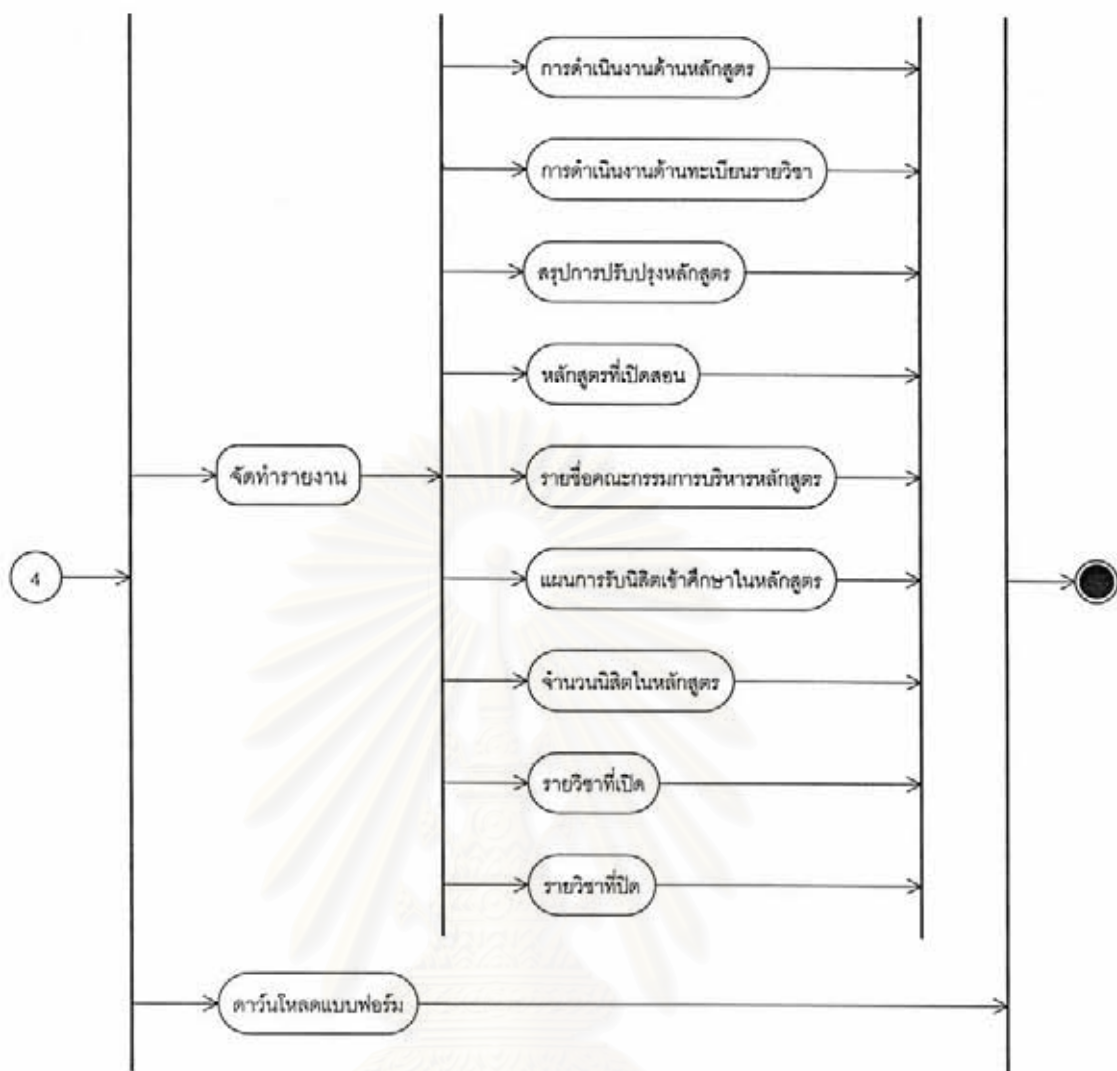 การดำเนินงานด้านหลักสูตร
การดำเนินงานด้านทะเบียนรายวิชา
สรุปการปรับปรุงหลักสูตร
หลักสูตรที่เปิดสอน
จัดทำรายงาน
รายชื่อคณะกรรมการบริหารหลักสูตร
4
แผนการรับนิสิตเข้าศึกษาในหลักสูตร
จำนวนนิสิตในหลักสูตร
รายวิชาที่เปิด
รายวิชาที่ปิด
ดาว์นโหลดแบบฟอร์ม